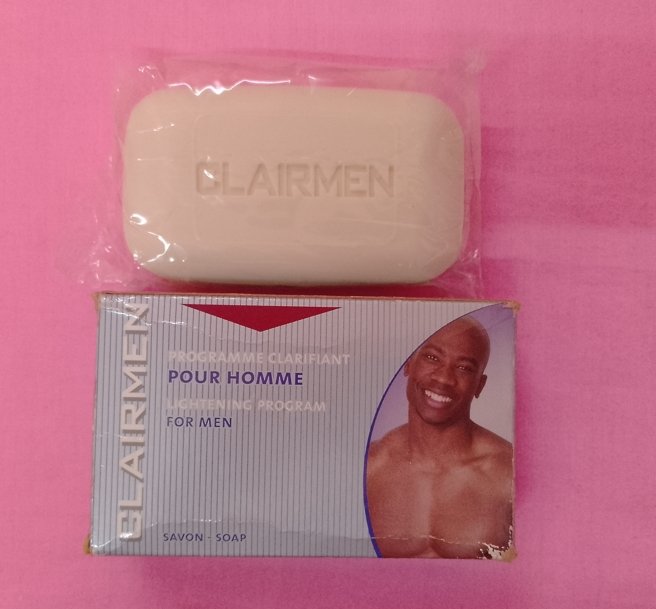 CLAIRMEN
CLAIRMEN
PROGRAMME CLARIFIANT
POUR HOMME
LIGHTENING PROGRAM
FOR MEN
SAVON - SOAP